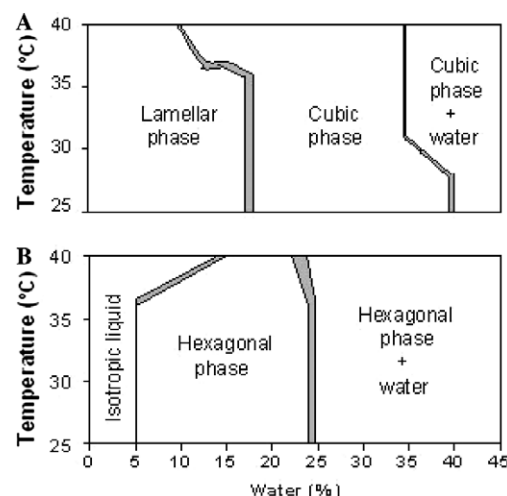 A
40
35
30
25
Temperature (°C)
Lamellar
phase
Cubic
phase
Cubic
phase
+
water
B
40
35
30
25
Temperature (°C)
Isotropic liquid
Hexagonal
phase
Hexagonal
phase
+
water
0 5 10 15 20 25 30 35 40 45
Water (%)